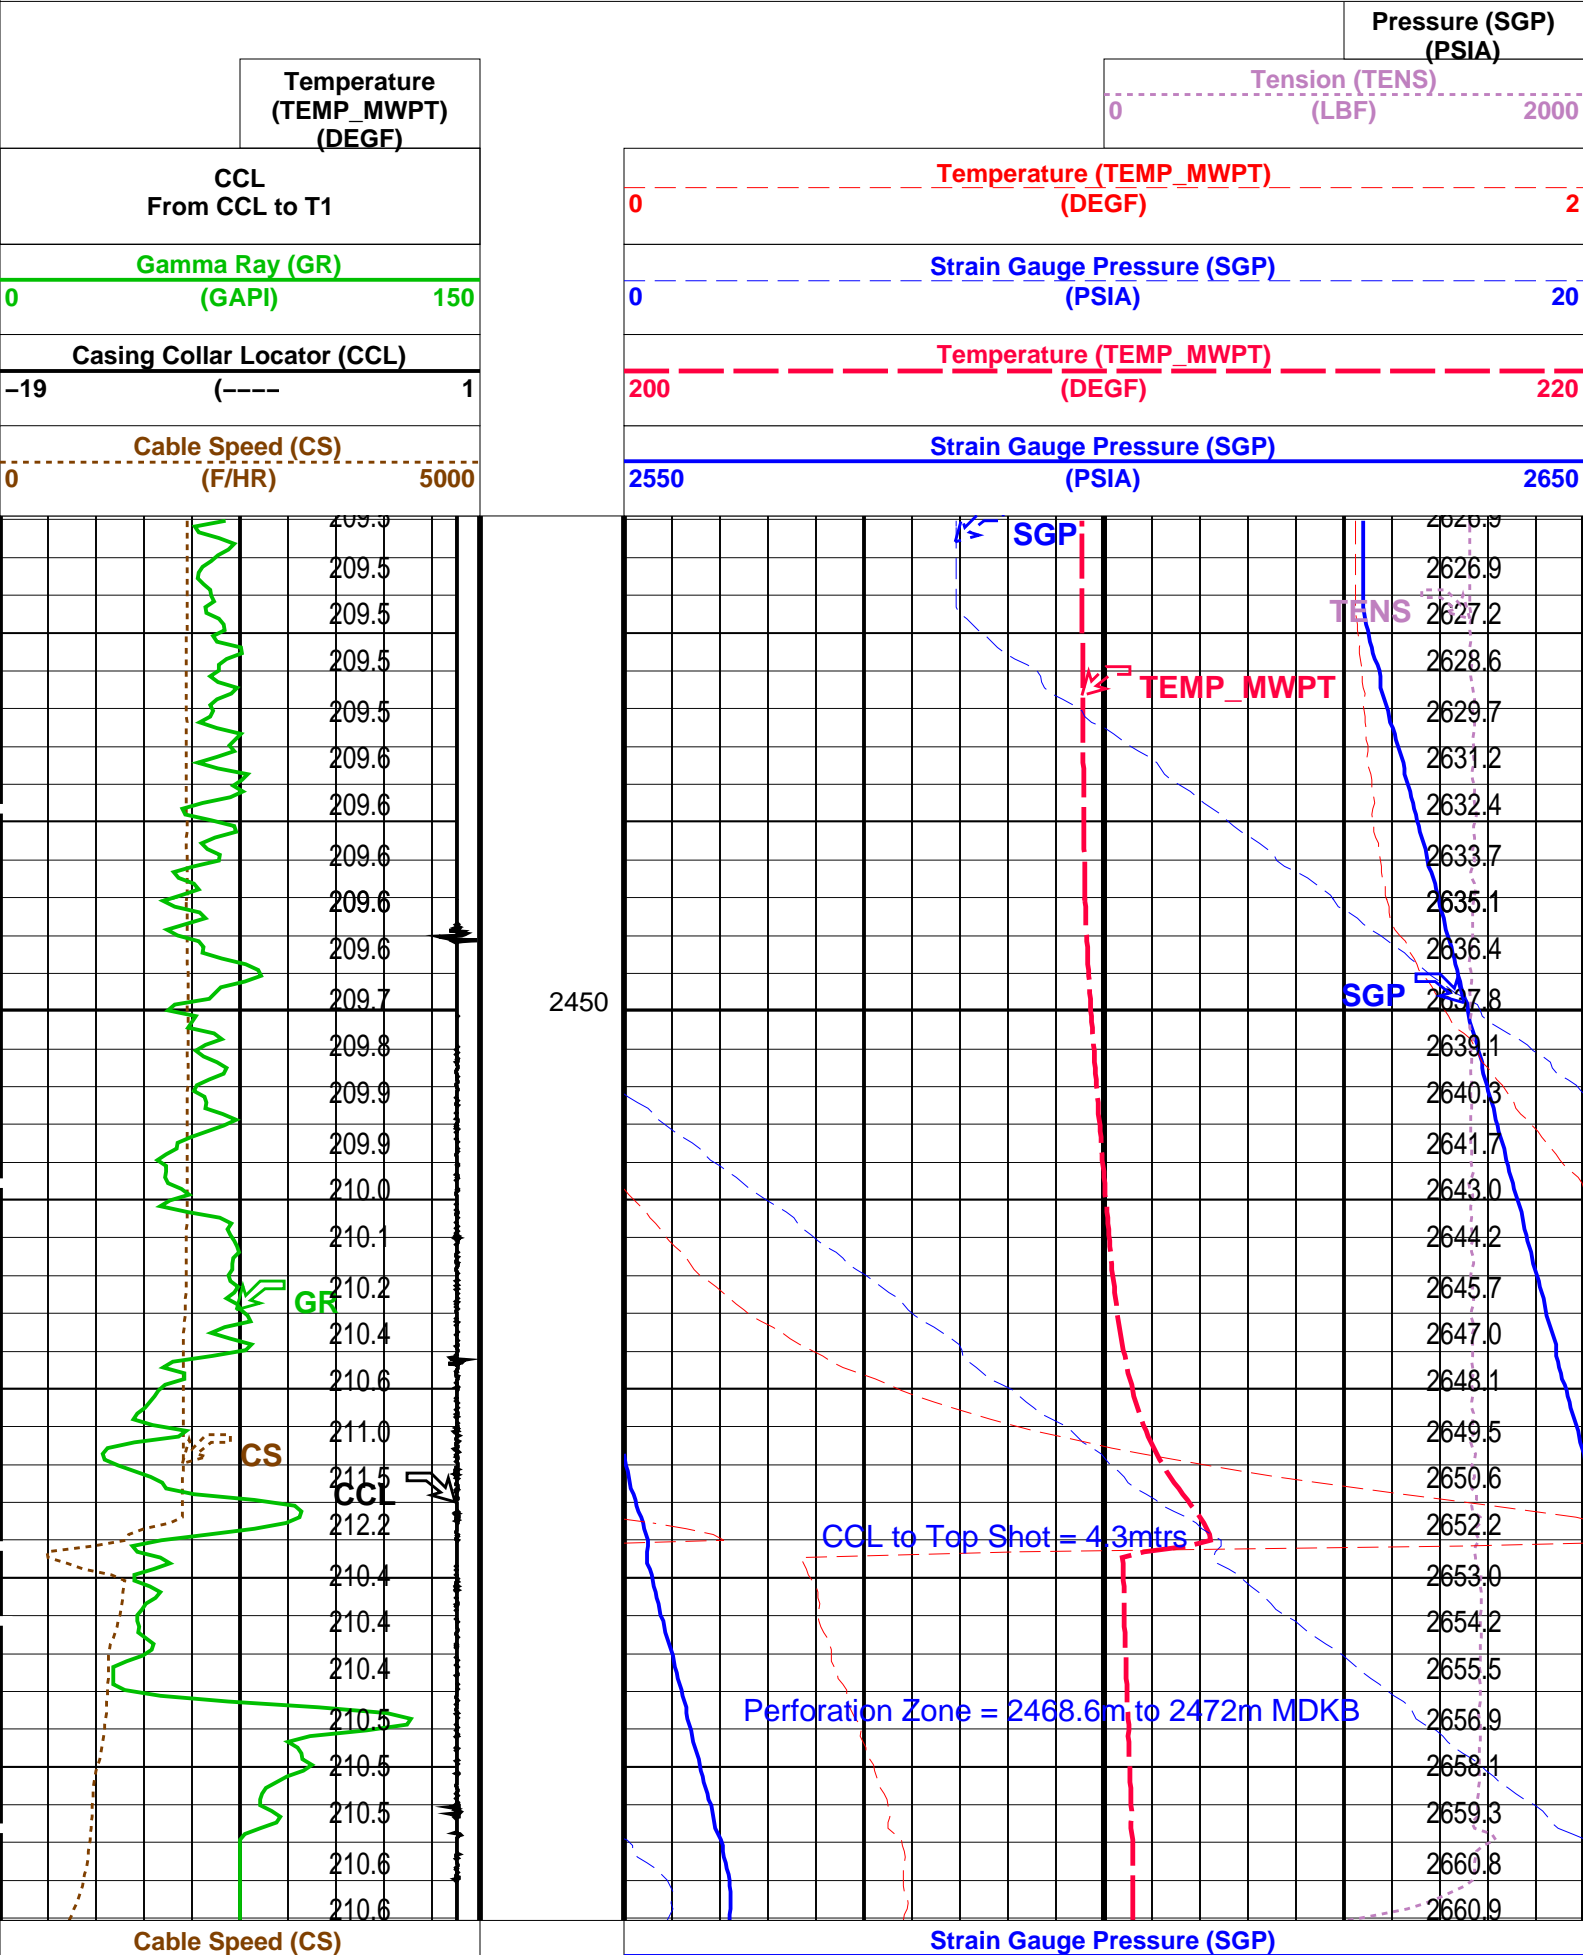 Pressure (SGP)
(PSIA)
Temperature
(TEMP_MWPT)
(DEGF)
Tension (TENS)
0 (LBF) 2000
CCL
From CCL to T1
Temperature (TEMP_MWPT)
0 (DEGF) 2
Gamma Ray (GR)
0 (GAPI) 150
Strain Gauge Pressure (SGP)
0 (PSIA) 20
Casing Collar Locator (CCL)
−19 (−−−− 1
Temperature (TEMP_MWPT)
200 (DEGF) 220
Cable Speed (CS)
0 (F/HR) 5000
Strain Gauge Pressure (SGP)
2550 (PSIA) 2650
209.5 2626.9
SGP
209.5 2626.9
TENS
209.5 2627.2
209.5 2628.6
TEMP_MWPT
209.5 2629.7
209.6 2631.2
209.6 2632.4
209.6 2633.7
209.6 2635.1
209.6 2636.4
SGP
209.7 2450 2637.8
209.8 2639.1
209.9 2640.3
209.9 2641.7
210.0 2643.0
210.1 2644.2
210.2 2645.7
GR
210.4 2647.0
210.6 2648.1
211.0 2649.5
CS
211.5 2650.6
CCL
212.2 2652.2
CCL to Top Shot = 4.3mtrs
210.4 2653.0
210.4 2654.2
210.4 2655.5
Perforation Zone = 2468.6m to 2472m MDKB
210.5 2656.9
210.5 2658.1
210.5 2659.3
210.6 2660.8
210.6 2660.9
Cable Speed (CS) Strain Gauge Pressure (SGP)